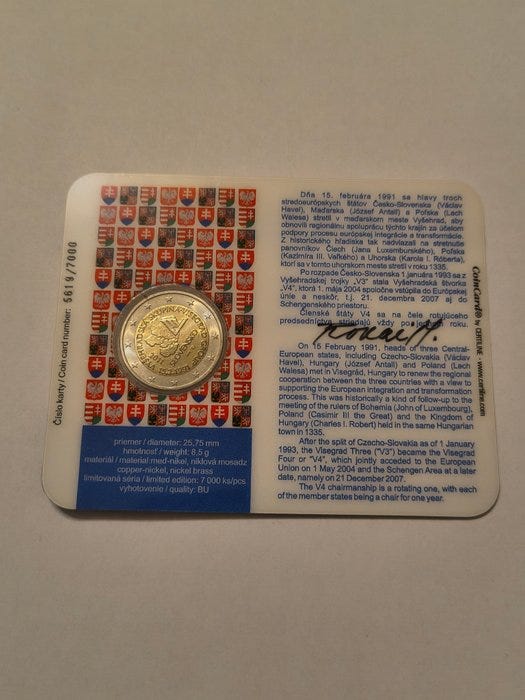 Číslo karty / Coin card number: 6619/7000
priemer / diameter: 25,75 mm
hmotnosť / weight: 8,5 g
materiál / material: med-nikel, niklová mosadz
copper-nickel, nickel brass
limitovaná séria / limited edition: 7 000 ks/pcs
vyhotovenie / quality: BU
Dňa 15. februára 1991 sa hlavy troch
stredoeurópskych štátov Česko-Slovenska (Václav
Havel), Maďarska (József Antall) a Poľska (Lech
Walesa) stretli v maďarskom meste Vyšehrad, aby
obnovili regionálnu spoluprácu týchto krajín za účelom
podpory procesu európskej integrácie a transformácie.
Z historického hľadiska tak nadviazali na stretnutie
panovníkov Čiech (Jana Luxemburského), Poľska
(Kazimíra III. Veľkého) a Uhorska (Karola I. Róberta),
ktorí sa v tomto uhorskom meste stretli v roku 1335.
Po rozpade Česko-Slovenska 1 januára 1993 sa z
Vyšehradskej trojky „V3" stala Vyšehradská štvorka
„V4", ktorá 1. mája 2004 spoločne vstúpila do Európskej
únie a neskôr, t.j. 21. decembra 2007 aj do
Schengenského priestoru.
Členské štáty V4 sa na čele rotujúceho
predsedníctva striedajú vždy po jednom roku.
On 15 February 1991, heads of three Central-
European states, including Czecho-Slovakia (Václav
Havel), Hungary (József Antall) and Poland (Lech
Walesa) met in Visegrád, Hungary to renew the regional
cooperation between the three countries with a view to
supporting the European integration and transformation
process. This was historically a kind of follow-up to the
meeting of the rulers of Bohemia (John of Luxembourg),
Poland (Casimir III the Great) and the Kingdom of
Hungary (Charles I. Robert) held in the same Hungarian
town in 1335.
After the split of Czecho-Slovakia as of 1 January
1993, the Visegrad Three ("V3") became the Visegrad
Four or "V4", which jointly acceded to the European
Union on 1 May 2004 and the Schengen Area at a later
date, namely on 21 December 2007.
The V4 chairmanship is a rotating one, with each
of the member states being a chair for one year.